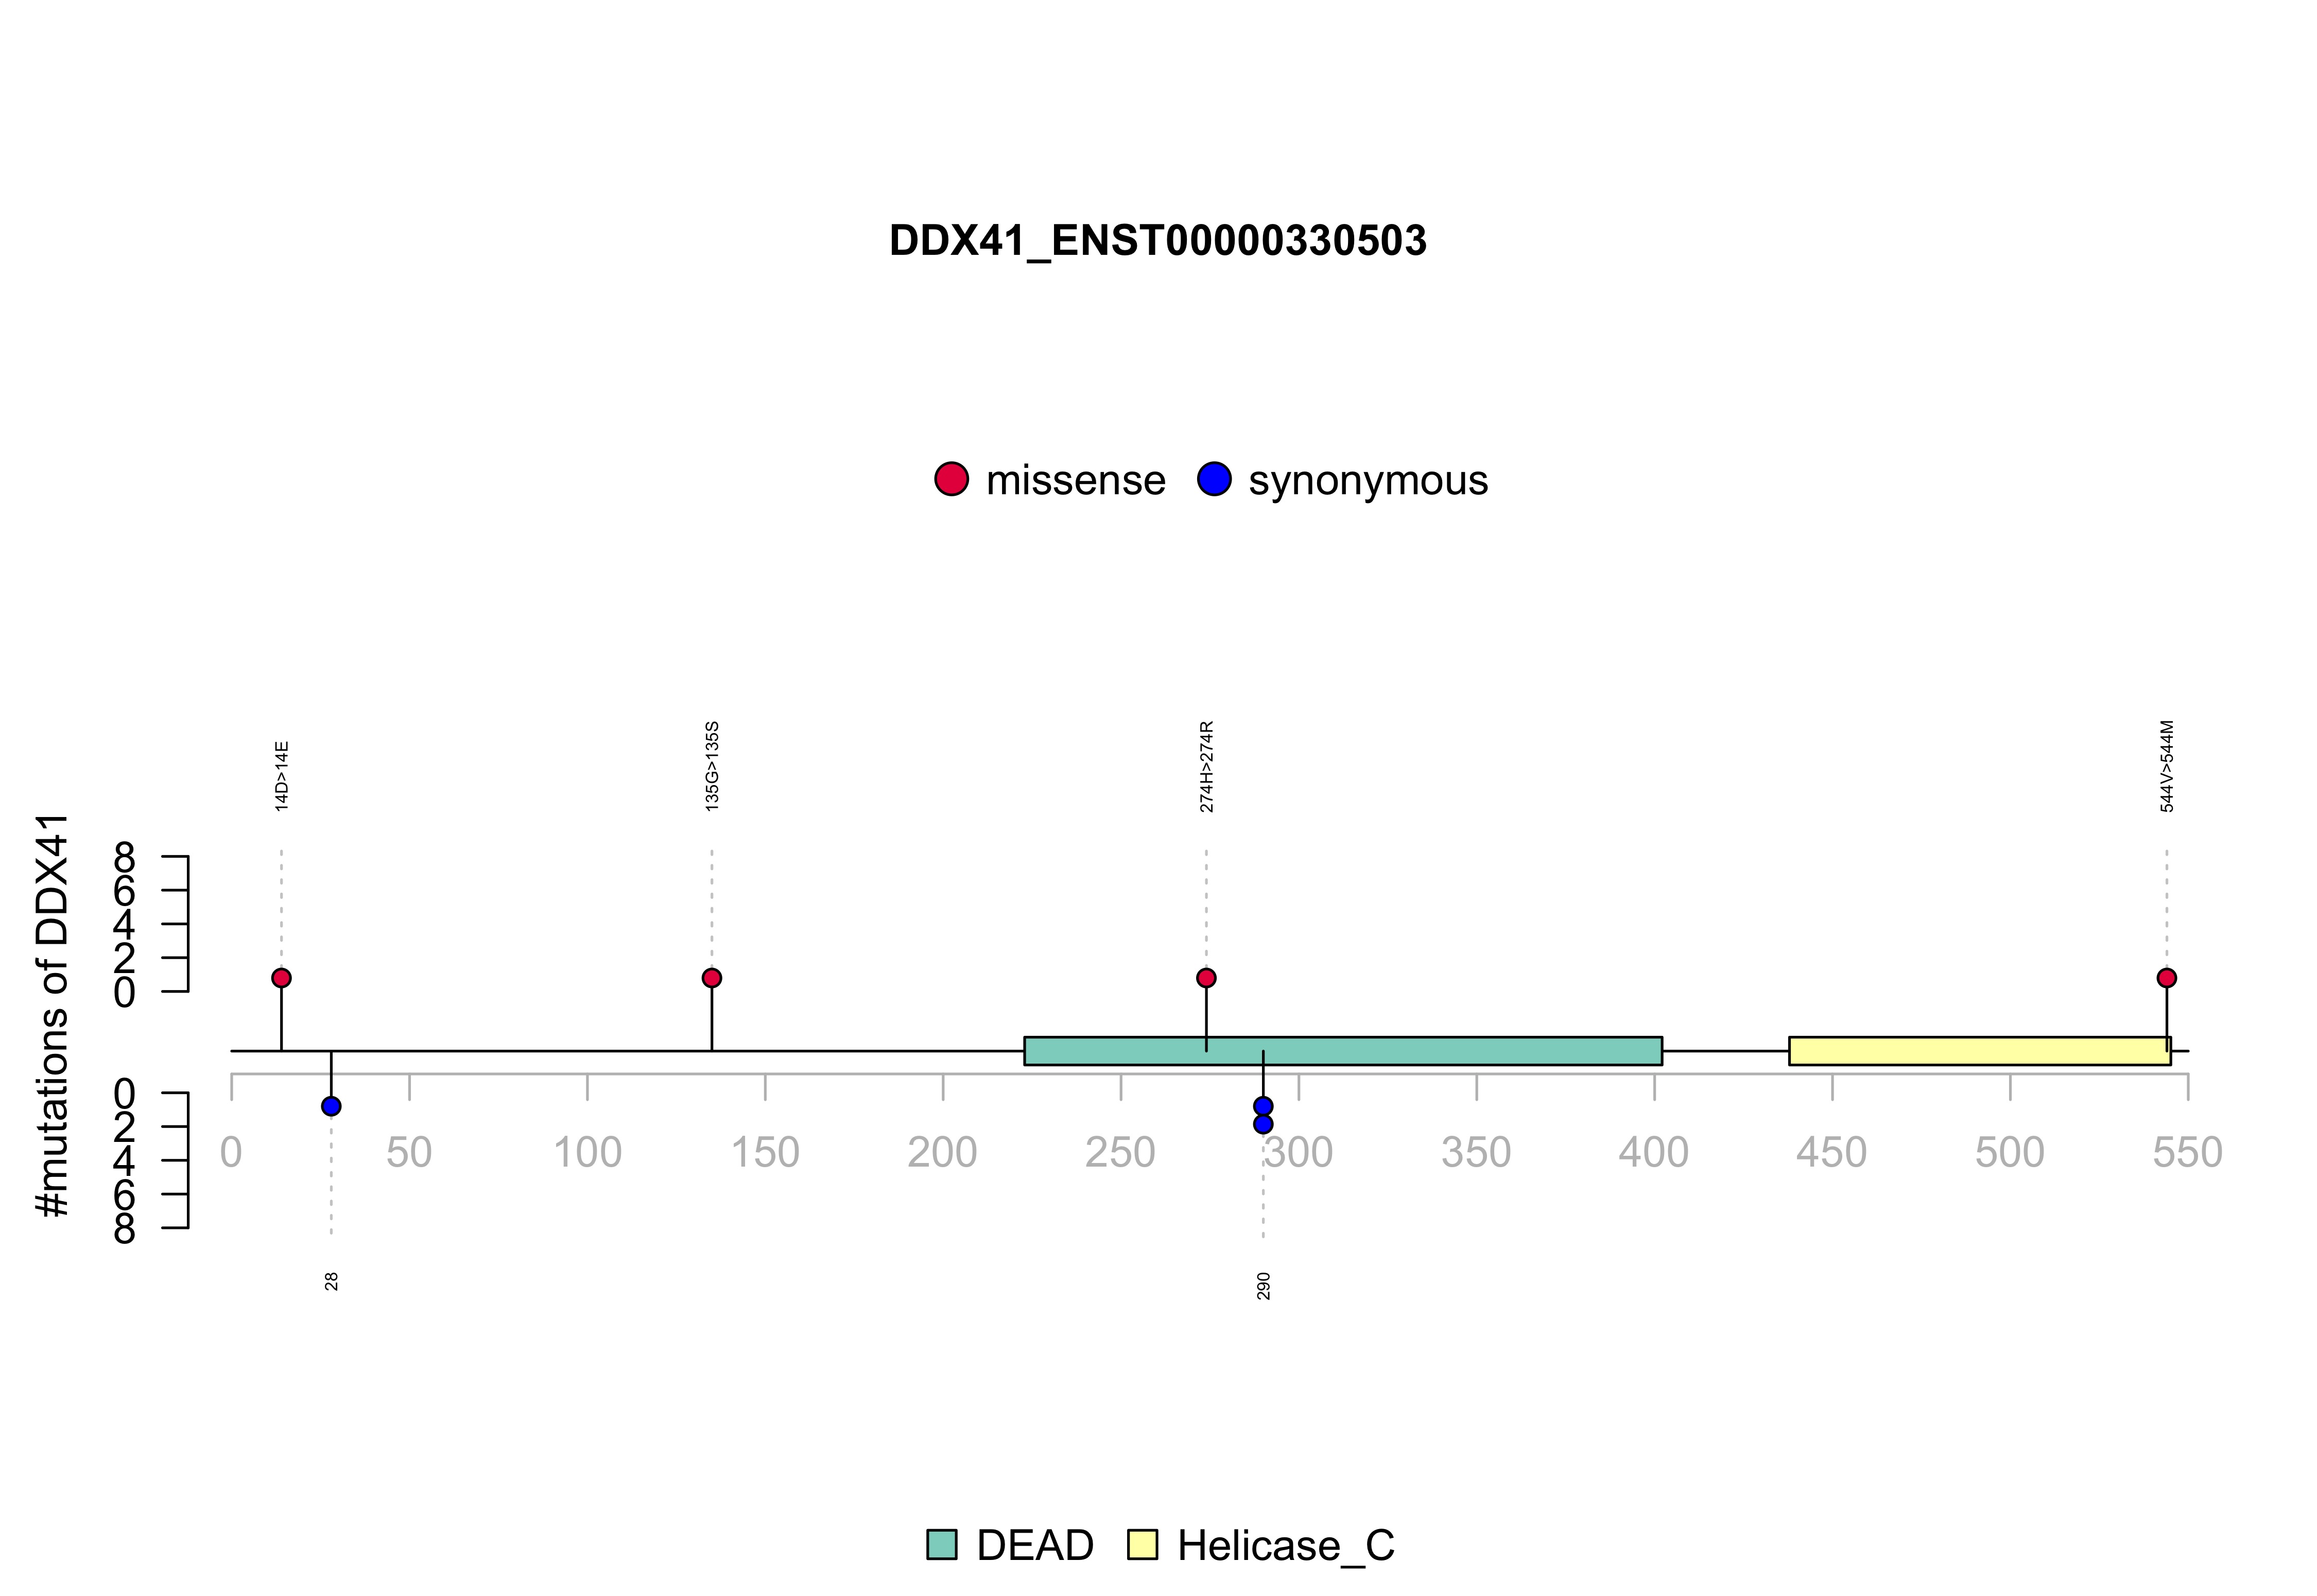 DDX41_ENST00000330503
missense synonymous
14D>14E
135G>135S
274H>274R
544V>544M
#mutations of DDX41
8
6
4
2
0
0
2
4
6
8
0 50 100 150 200 250 300 350 400 450 500 550
28
290
DEAD Helicase_C